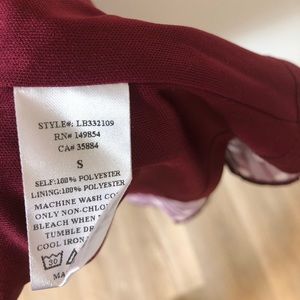 STYLE#: LB332109
RN# 149854
CA# 35884
S
SELF:100% POLYESTER
LINING:100% POLYESTER
MACHINE WASH CO
ONLY NON-CHLO
BLEACH WHEN
TUMBLE DR
COOL IRON
30
MA